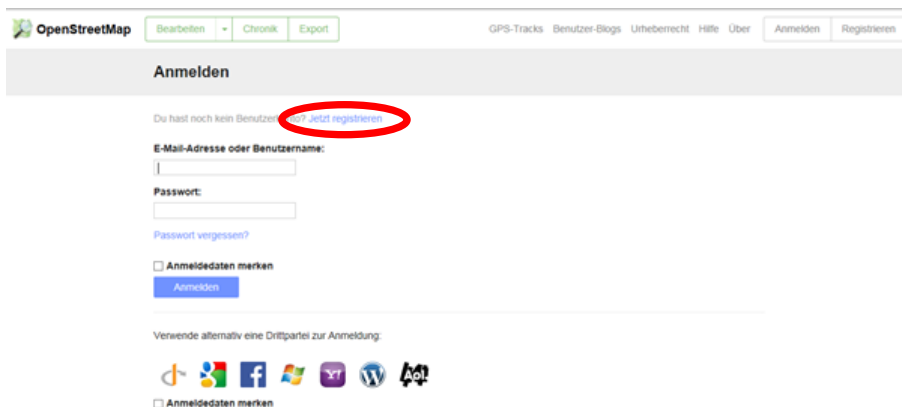 OpenStreetMap Bearbeiten Chronik Export GPS-Tracks Benutzer-Blogs Urheberrecht Hilfe Über Anmelden Registrieren
Anmelden
Du hast noch kein Jetzt registrieren
E-Mail-Adresse oder Benutzername:
Passwort:
Passwort vergessen?
Anmeldedaten merken
Anmelden
Verwende alternativ eine Drittpartei zur Anmeldung:
Y! Aol
Anmeldedaten merken